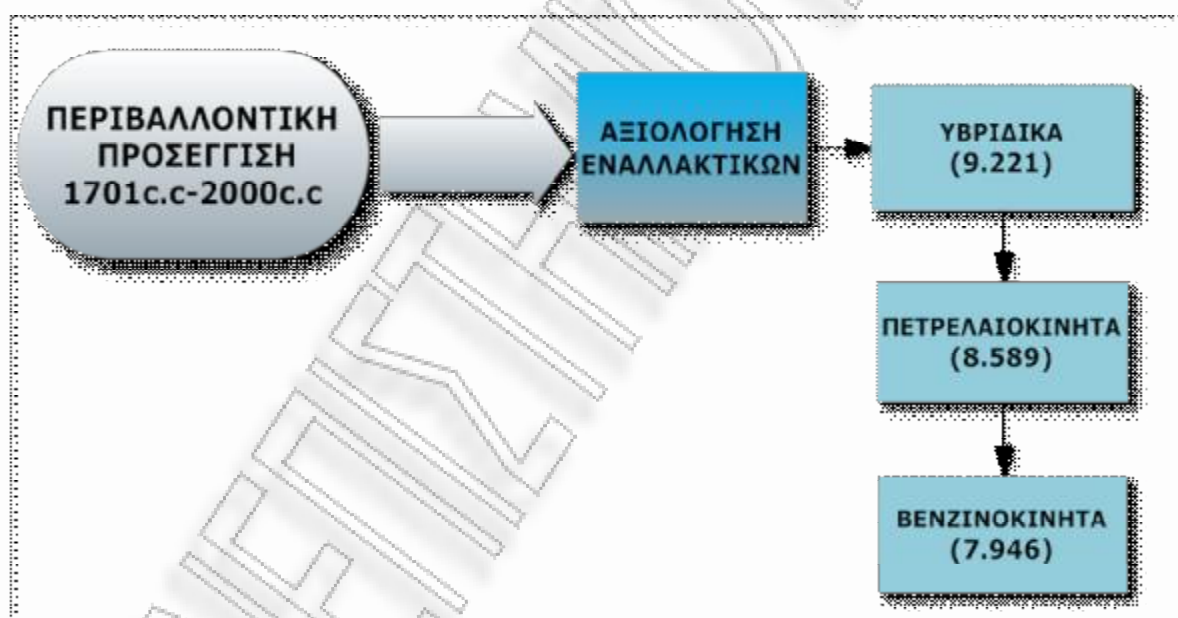 ΠΕΡΙΒΑΛΛΟΝΤΙΚΗ
ΠΡΟΣΕΓΓΙΣΗ
1701c.c-2000c.c
ΑΞΙΟΛΟΓΗΣΗ
ΕΝΑΛΛΑΚΤΙΚΩΝ
ΥΒΡΙΔΙΚΑ
(9.221)
ΠΕΤΡΕΛΑΙΟΚΙΝΗΤΑ
(8.589)
ΒΕΝΖΙΝΟΚΙΝΗΤΑ
(7.946)